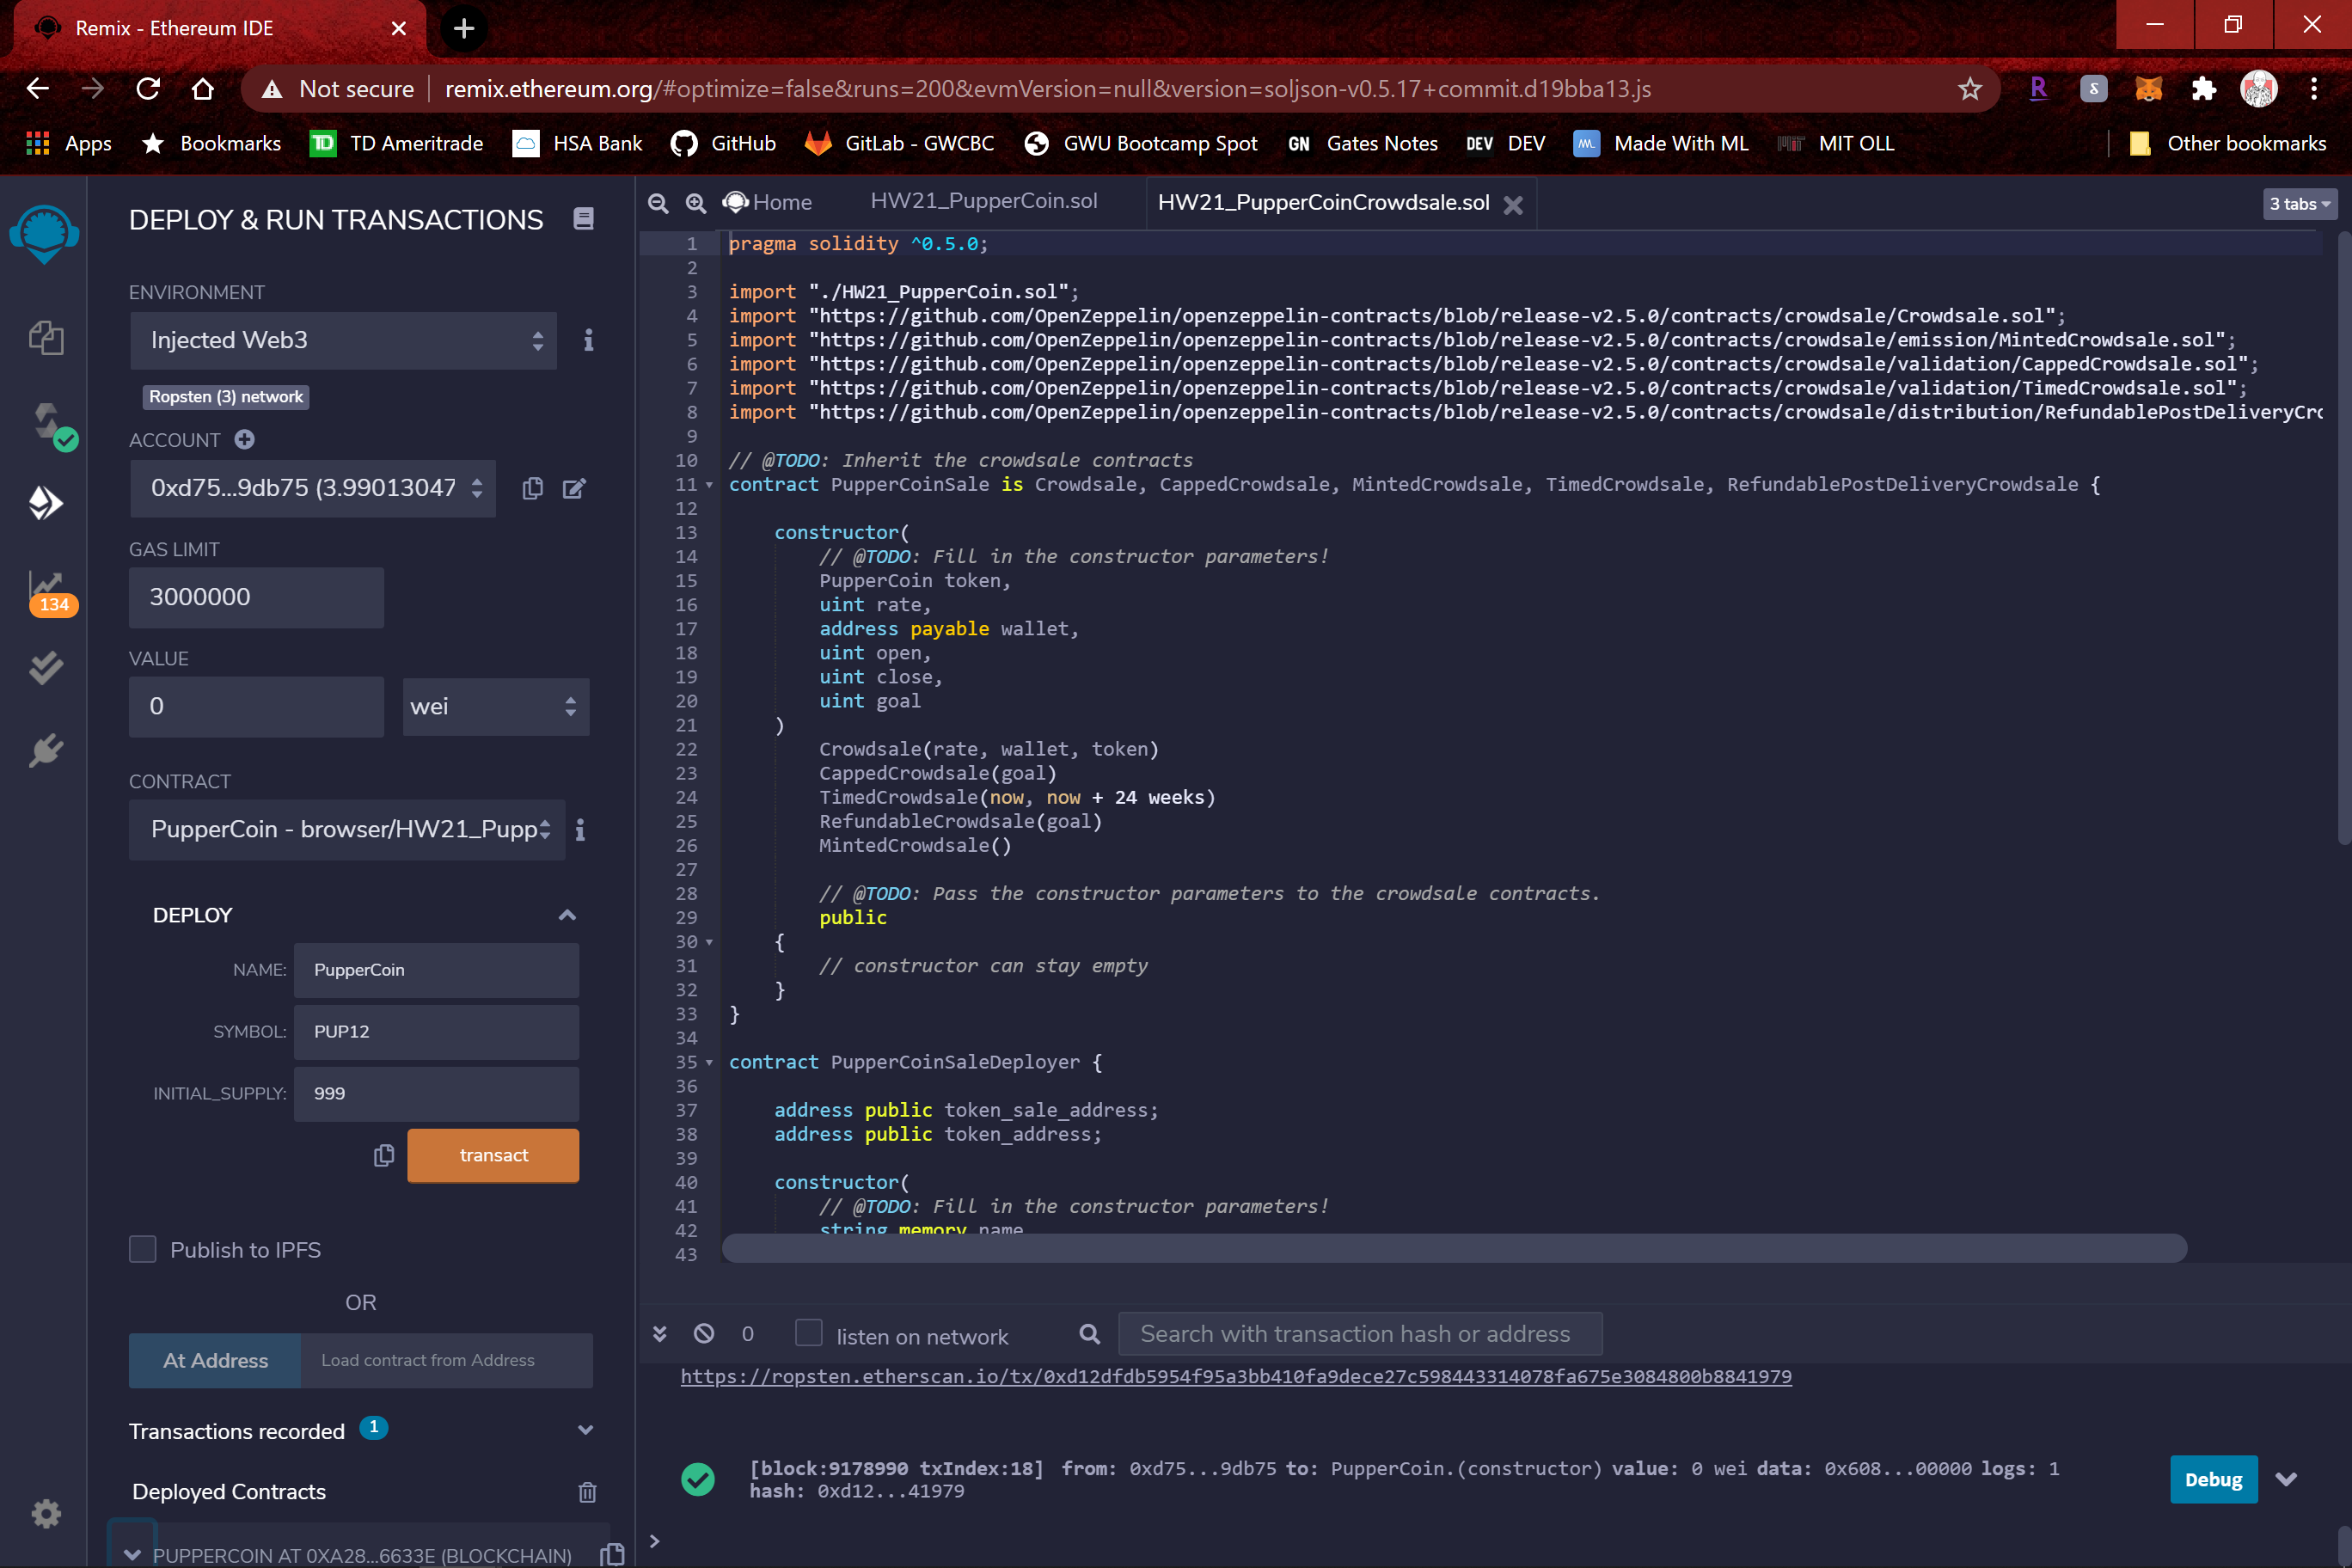 Remix - Ethereum IDE
Not secure
remix.ethereum.org/#optimize=false&runs=200&evmVersion=null&version=soljson-v0.5.17+commit.d19bba13.js
Apps
Bookmarks
TD Ameritrade
HSA Bank
GitHub
GitLab - GWCBC
GWU Bootcamp Spot
GN Gates Notes
DEV DEV
Made With ML
MIT OLL
Other bookmarks
DEPLOY & RUN TRANSACTIONS
ENVIRONMENT
Injected Web3
Ropsten (3) network
ACCOUNT
0xd75...9db75 (3.99013047
GAS LIMIT
3000000
VALUE
0
wei
CONTRACT
PupperCoin - browser/HW21_Pupp
DEPLOY
NAME: PupperCoin
SYMBOL: PUP12
INITIAL_SUPPLY: 999
transact
Publish to IPFS
OR
At Address
Load contract from Address
Transactions recorded 1
Deployed Contracts
PUPPERCOIN AT 0XA28...6633E (BLOCKCHAIN)
134
Home
HW21_PupperCoin.sol
HW21_PupperCoinCrowdsale.sol
3 tabs
1 pragma solidity ^0.5.0;
2
3 import "./HW21_PupperCoin.sol";
4 import "https://github.com/OpenZeppelin/openzeppelin-contracts/blob/release-v2.5.0/contracts/crowdsale/Crowdsale.sol";
5 import "https://github.com/OpenZeppelin/openzeppelin-contracts/blob/release-v2.5.0/contracts/crowdsale/emission/MintedCrowdsale.sol";
6 import "https://github.com/OpenZeppelin/openzeppelin-contracts/blob/release-v2.5.0/contracts/crowdsale/validation/CappedCrowdsale.sol";
7 import "https://github.com/OpenZeppelin/openzeppelin-contracts/blob/release-v2.5.0/contracts/crowdsale/validation/TimedCrowdsale.sol";
8 import "https://github.com/OpenZeppelin/openzeppelin-contracts/blob/release-v2.5.0/contracts/crowdsale/distribution/RefundablePostDeliveryCrc
9
10 // @TODO: Inherit the crowdsale contracts
11 contract PupperCoinSale is Crowdsale, CappedCrowdsale, MintedCrowdsale, TimedCrowdsale, RefundablePostDeliveryCrowdsale {
12
13 constructor(
14 // @TODO: Fill in the constructor parameters!
15 PupperCoin token,
16 uint rate,
17 address payable wallet,
18 uint open,
19 uint close,
20 uint goal
21 )
22 Crowdsale(rate, wallet, token)
23 CappedCrowdsale(goal)
24 TimedCrowdsale(now, now + 24 weeks)
25 RefundableCrowdsale(goal)
26 MintedCrowdsale()
27
28 // @TODO: Pass the constructor parameters to the crowdsale contracts.
29 public
30 {
31 // constructor can stay empty
32 }
33 }
34
35 contract PupperCoinSaleDeployer {
36
37 address public token_sale_address;
38 address public token_address;
39
40 constructor(
41 // @TODO: Fill in the constructor parameters!
42 string memory name
43
0
listen on network
Search with transaction hash or address
https://ropsten.etherscan.io/tx/0xd12dfdb5954f95a3bb410fa9dece27c598443314078fa675e3084800b8841979
[block:9178990 txIndex:18] from: 0xd75...9db75 to: PupperCoin.(constructor) value: 0 wei data: 0x608...00000 logs: 1
hash: 0xd12...41979
Debug
>